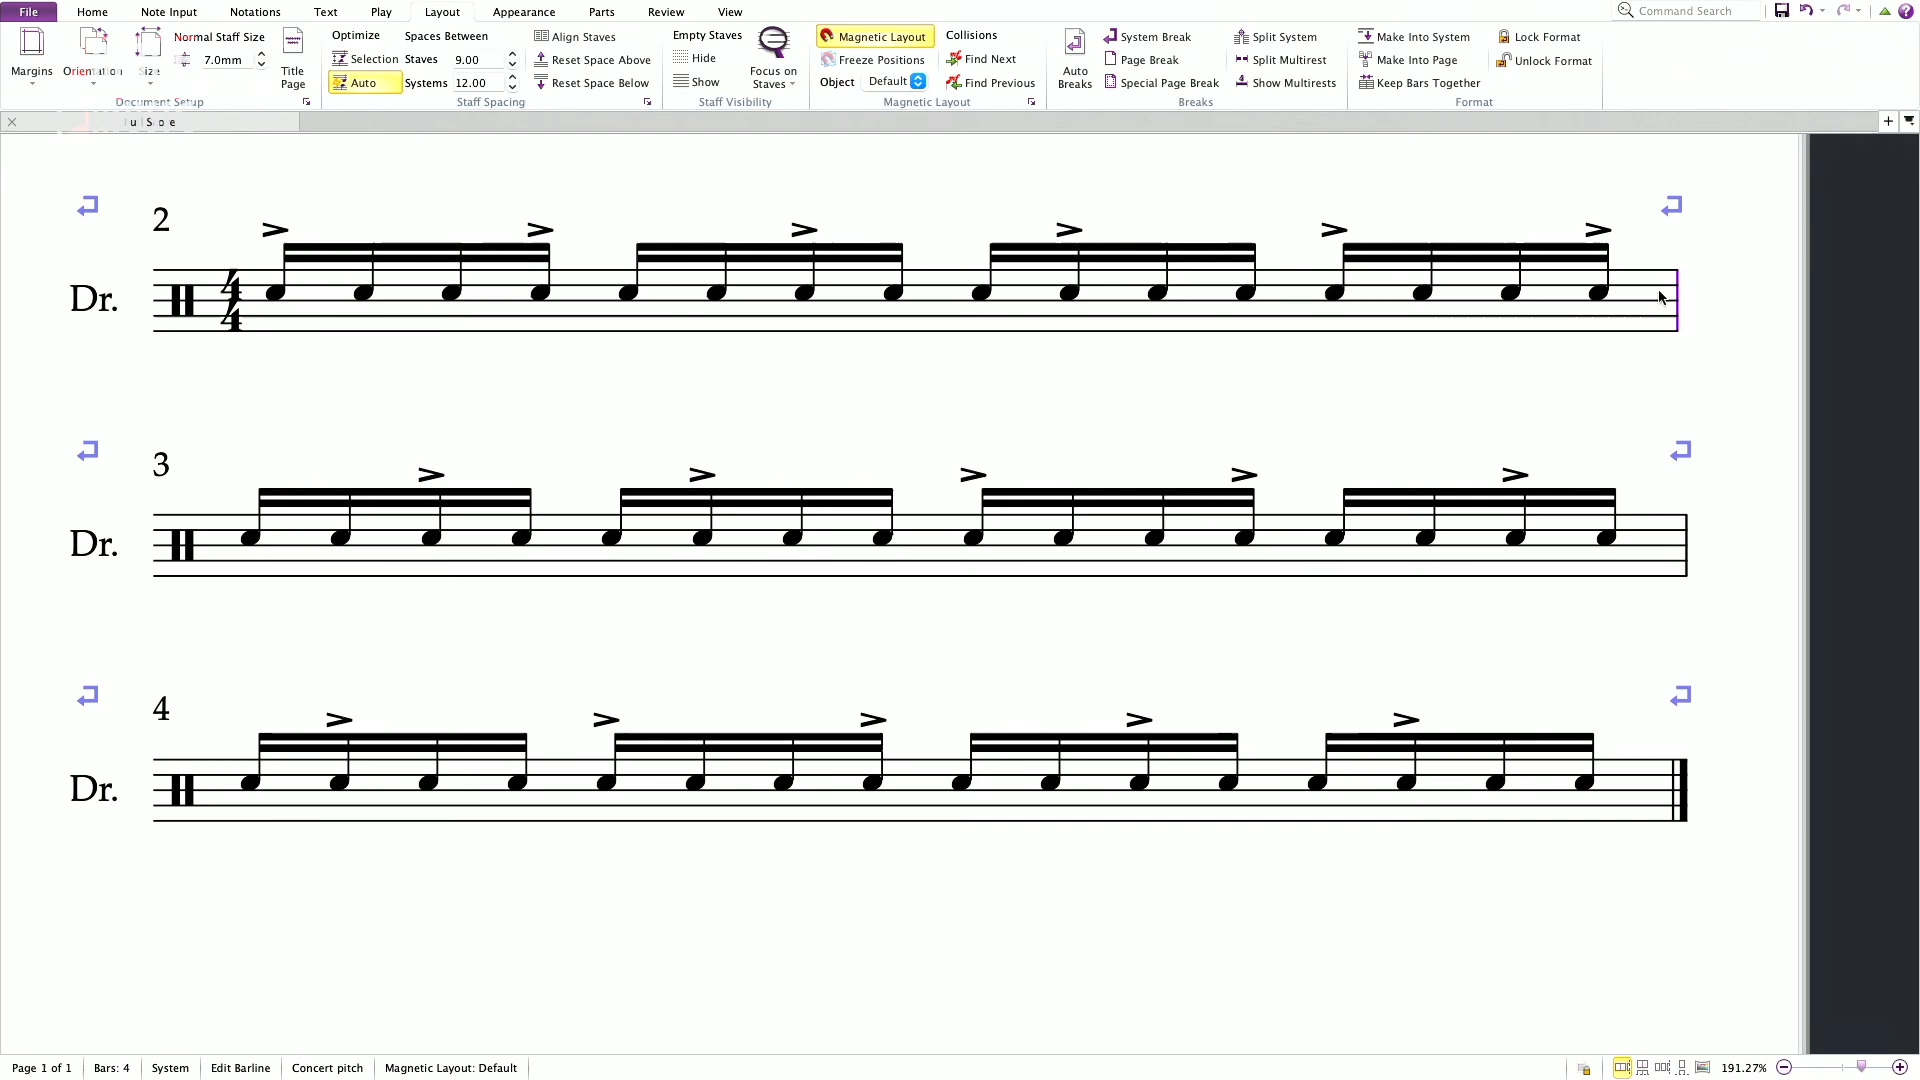 File Home Note Input Notations Text Play Layout Appearance Parts Review View Command Search
Normal Staff Size Optimize Spaces Between Align Staves Empty Staves Magnetic Layout Collisions System Break Split System Make Into System Lock Format
7.0mm Selection Staves 9.00 Reset Space Above Hide Freeze Positions Find Next Page Break Split Multirest Make Into Page Unlock Format
Margins Orientation Size Title Page Auto Systems 12.00 Reset Space Below Show Focus on Staves Object Default Find Previous Auto Breaks Special Page Break Show Multirests Keep Bars Together
Document Setup Staff Spacing Staff Visibility Magnetic Layout Breaks Format
2
Dr. 4 4
3
Dr.
4
Dr.
Page 1 of 1 Bars: 4 System Edit Barline Concert pitch Magnetic Layout: Default 191.27%